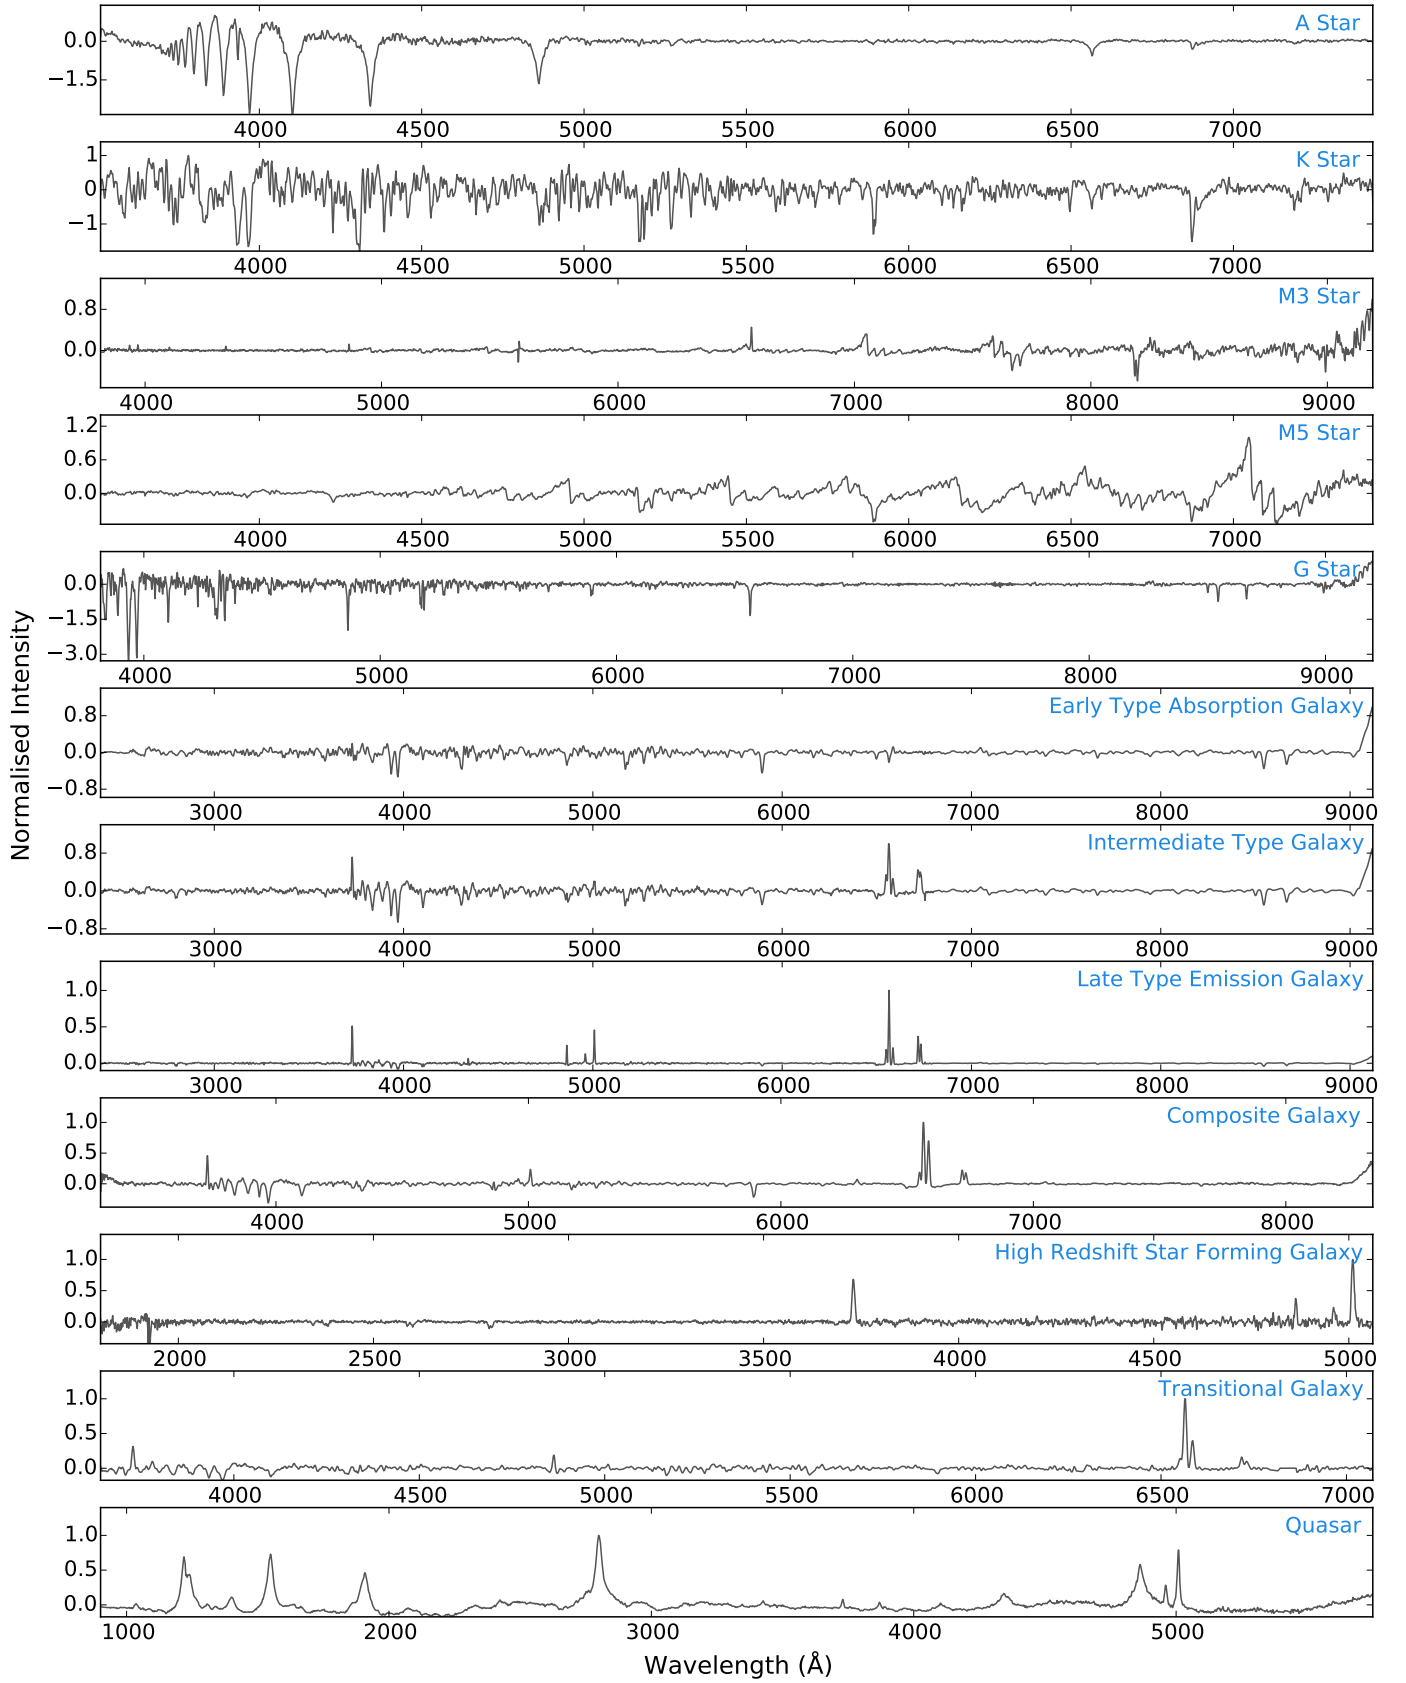 A Star
0.0
−1.5
4000 4500 5000 5500 6000 6500 7000
K Star
1
0
−1
4000 4500 5000 5500 6000 6500 7000
M3 Star
0.8
0.0
4000 5000 6000 7000 8000 9000
M5 Star
1.2
0.6
0.0
4000 4500 5000 5500 6000 6500 7000
G Star
0.0
−1.5
−3.0
4000 5000 6000 7000 8000 9000
Early Type Absorption Galaxy
0.8
0.0
−0.8
3000 4000 5000 6000 7000 8000 9000
Intermediate Type Galaxy
0.8
0.0
−0.8
3000 4000 5000 6000 7000 8000 9000
Late Type Emission Galaxy
1.0
0.5
0.0
3000 4000 5000 6000 7000 8000 9000
Composite Galaxy
1.0
0.5
0.0
4000 5000 6000 7000 8000
High Redshift Star Forming Galaxy
1.0
0.5
0.0
2000 2500 3000 3500 4000 4500 5000
Transitional Galaxy
1.0
0.5
0.0
4000 4500 5000 5500 6000 6500 7000
Quasar
1.0
0.5
0.0
1000 2000 3000 4000 5000
Wavelength (Å)
Normalised Intensity